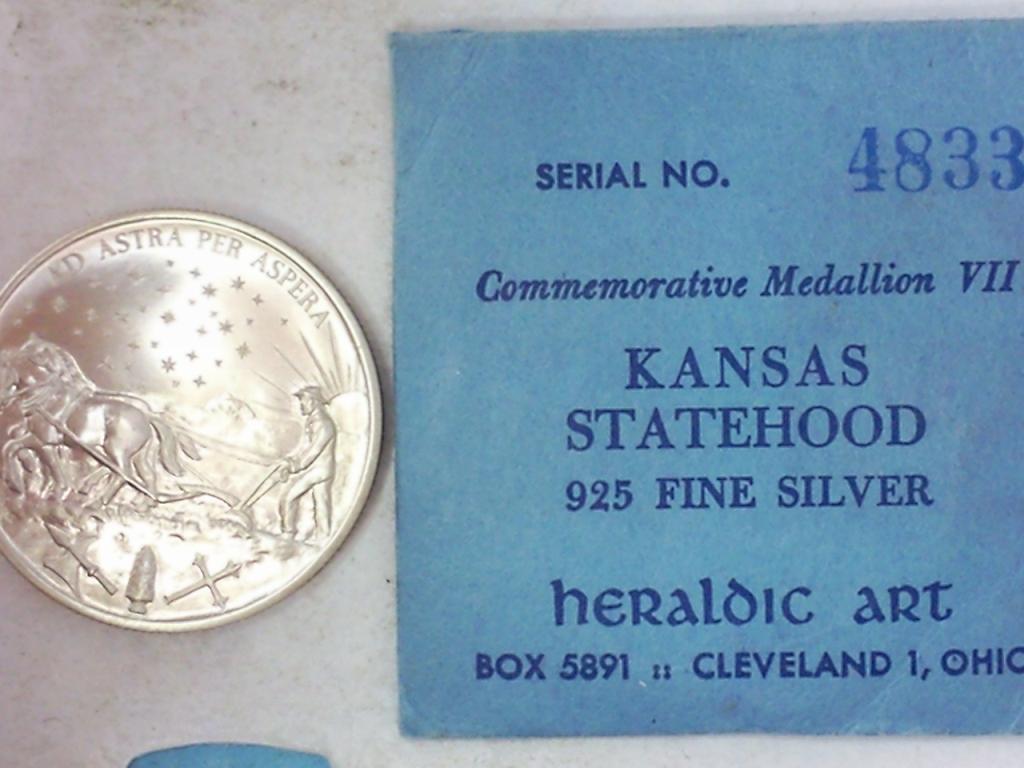 AD ASTRA PER ASPERA
SERIAL NO. 4833
Commemorative Medallion VII
KANSAS
STATEHOOD
925 FINE SILVER
heraldic art
BOX 5891 :: CLEVELAND 1, OHIO